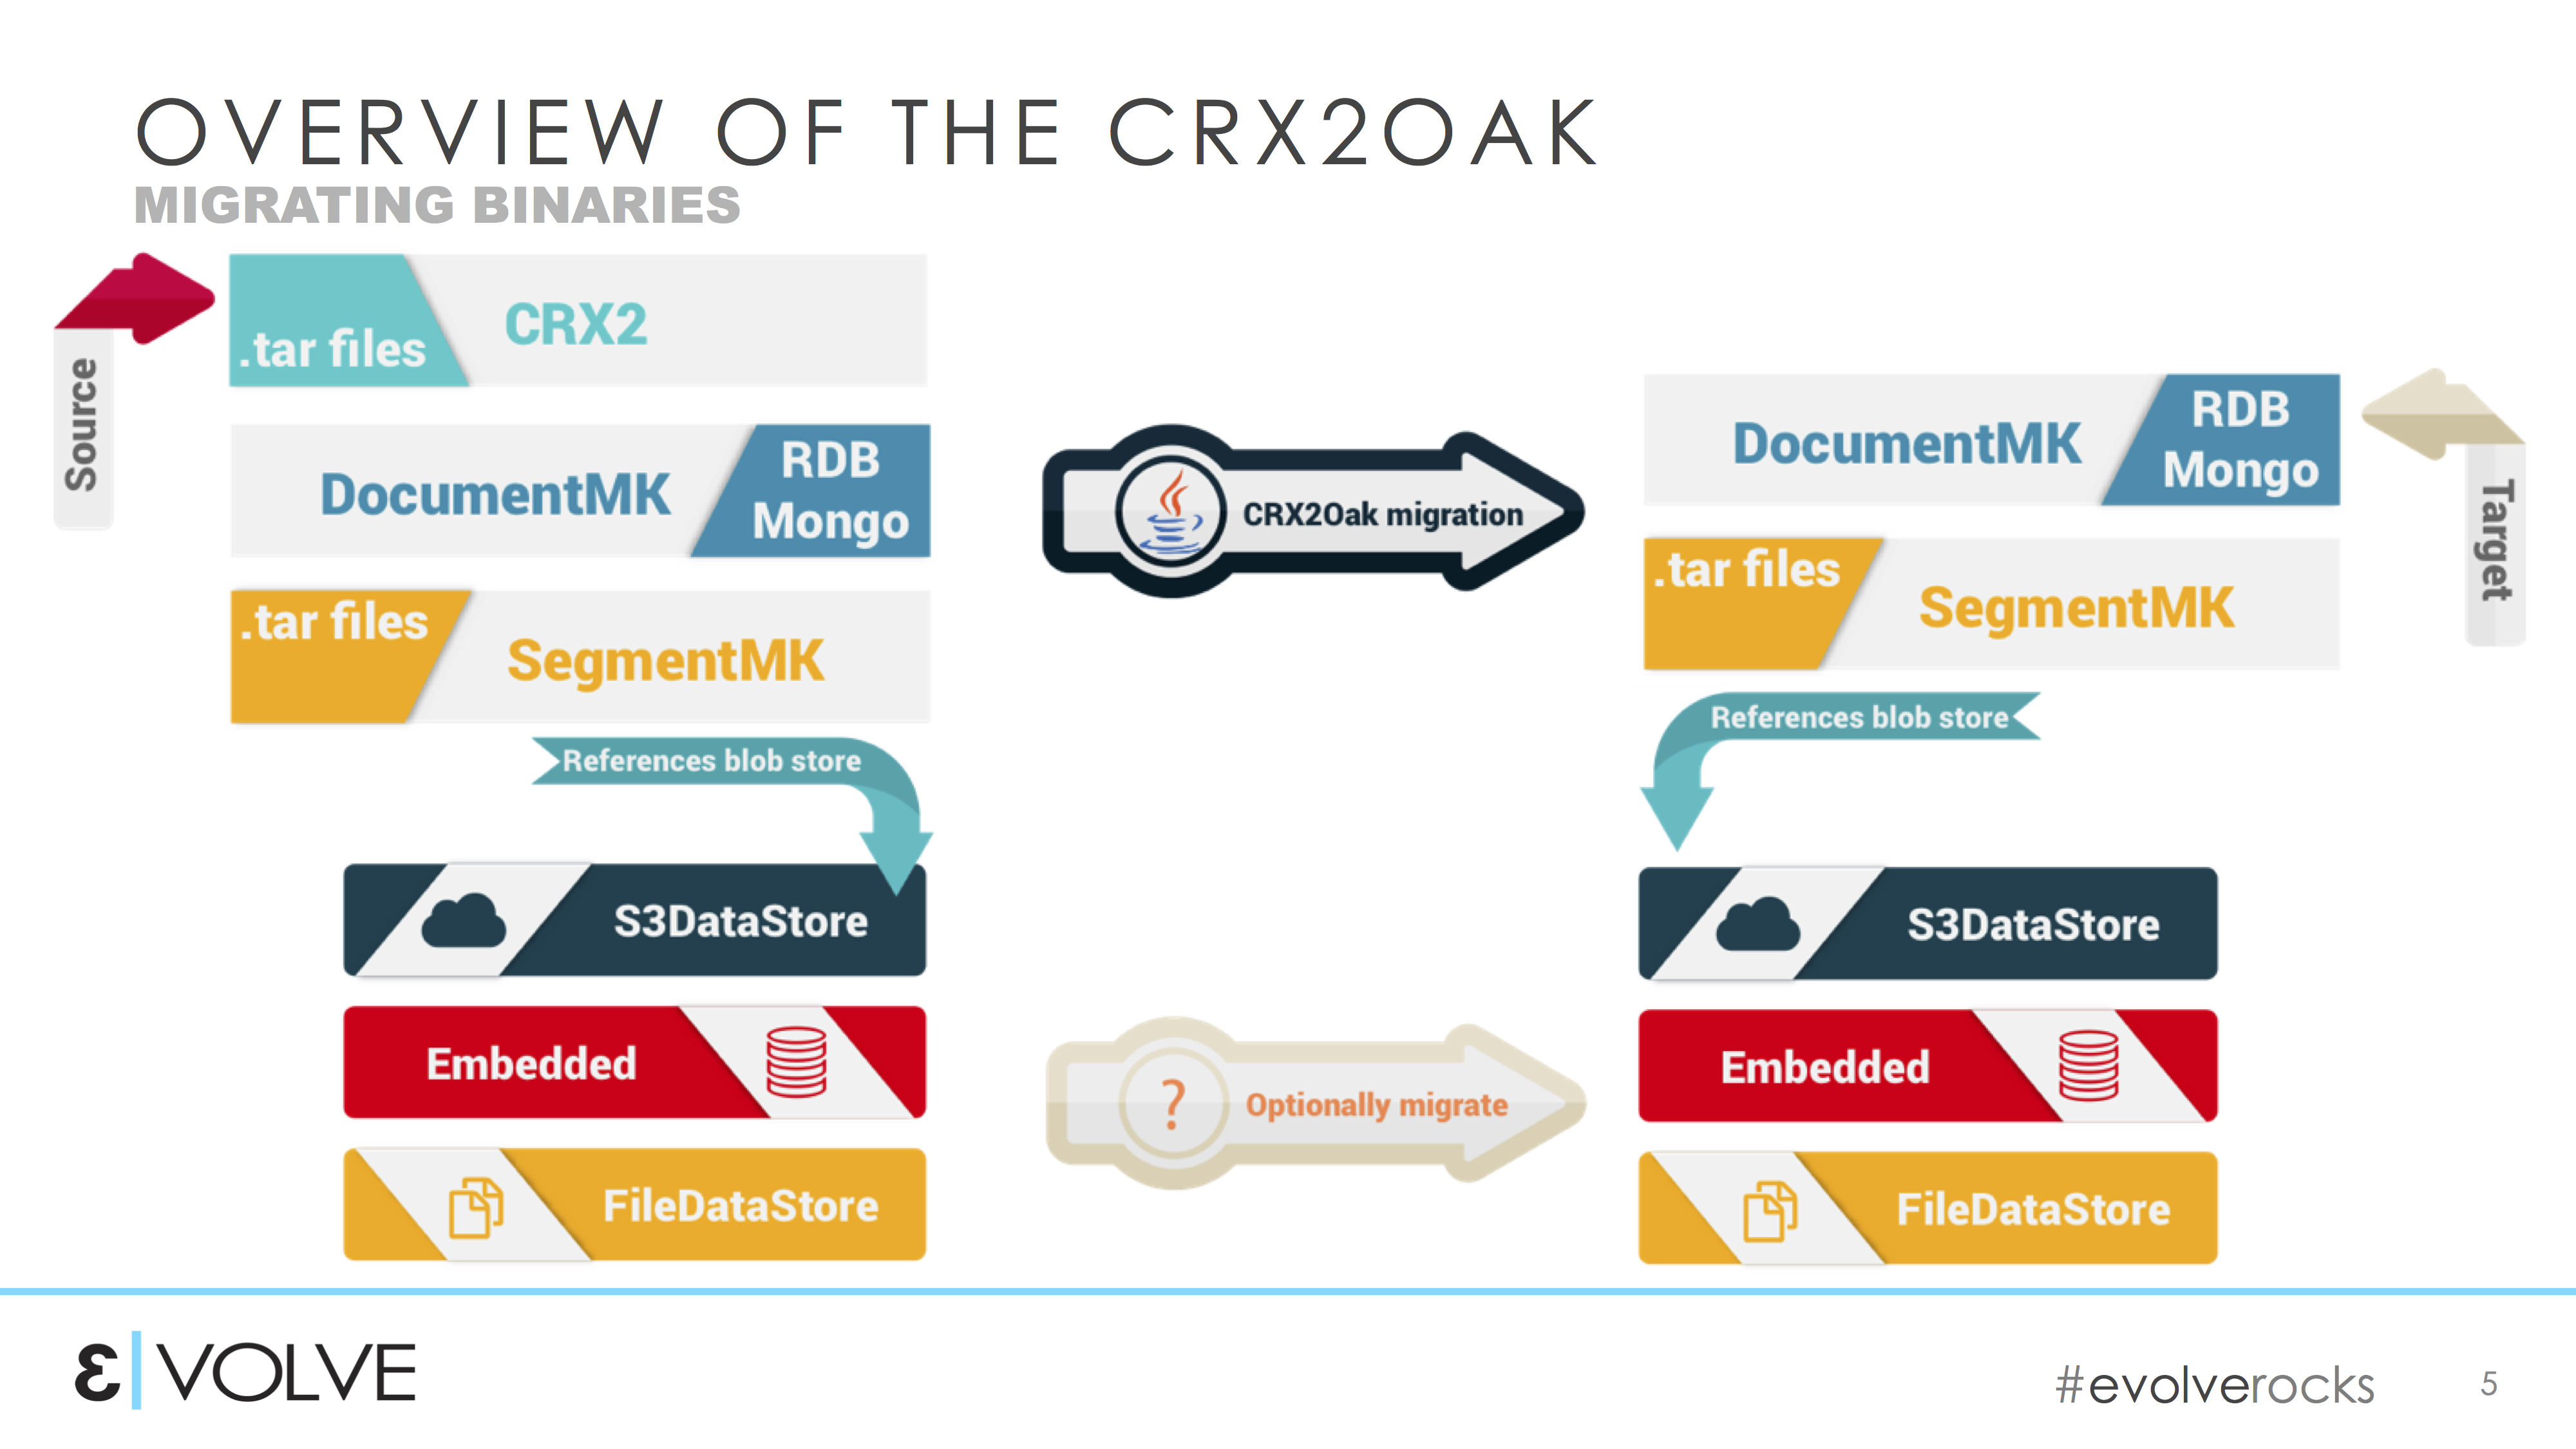 OVERVIEW OF THE CRX2OAK
MIGRATING BINARIES
Source
.tar files
CRX2
DocumentMK
RDB
Mongo
.tar files
SegmentMK
References blob store
S3DataStore
Embedded
FileDataStore
CRX2Oak migration
?
Optionally migrate
Target
DocumentMK
RDB
Mongo
.tar files
SegmentMK
References blob store
S3DataStore
Embedded
FileDataStore
ε|VOLVE
#evolverocks
5